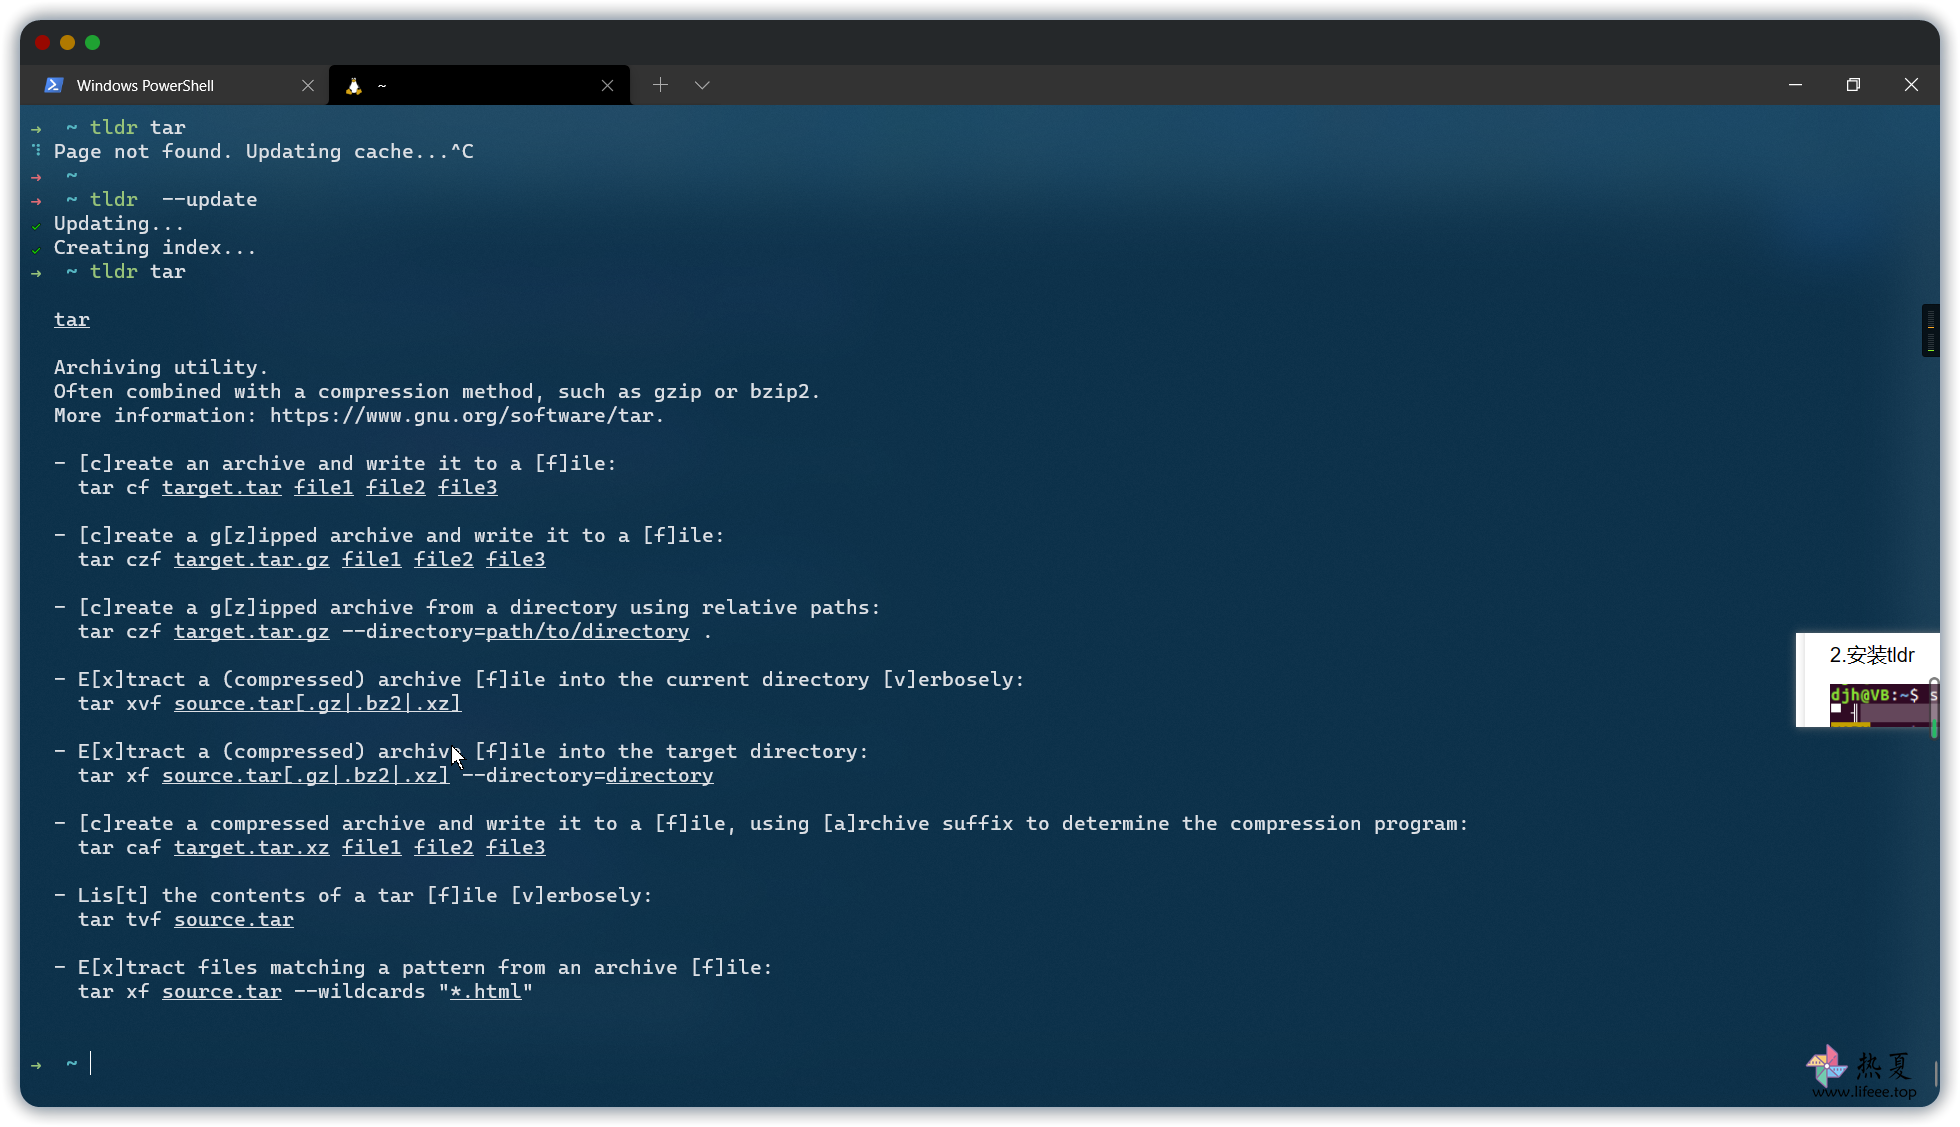 Windows PowerShell
~
→ ~ tldr tar
Page not found. Updating cache...^C
→ ~
→ ~ tldr --update
✓ Updating...
✓ Creating index...
→ ~ tldr tar
tar
Archiving utility.
Often combined with a compression method, such as gzip or bzip2.
More information: https://www.gnu.org/software/tar.
- [c]reate an archive and write it to a [f]ile:
tar cf target.tar file1 file2 file3
- [c]reate a g[z]ipped archive and write it to a [f]ile:
tar czf target.tar.gz file1 file2 file3
- [c]reate a g[z]ipped archive from a directory using relative paths:
tar czf target.tar.gz --directory=path/to/directory .
- E[x]tract a (compressed) archive [f]ile into the current directory [v]erbosely:
tar xvf source.tar[.gz|.bz2|.xz]
- E[x]tract a (compressed) archive [f]ile into the target directory:
tar xf source.tar[.gz|.bz2|.xz] --directory=directory
- [c]reate a compressed archive and write it to a [f]ile, using [a]rchive suffix to determine the compression program:
tar caf target.tar.xz file1 file2 file3
- Lis[t] the contents of a tar [f]ile [v]erbosely:
tar tvf source.tar
- E[x]tract files matching a pattern from an archive [f]ile:
tar xf source.tar --wildcards "*.html"
→ ~
2.安装tldr
djh@VB:~$ s
热夏
www.lifeee.top